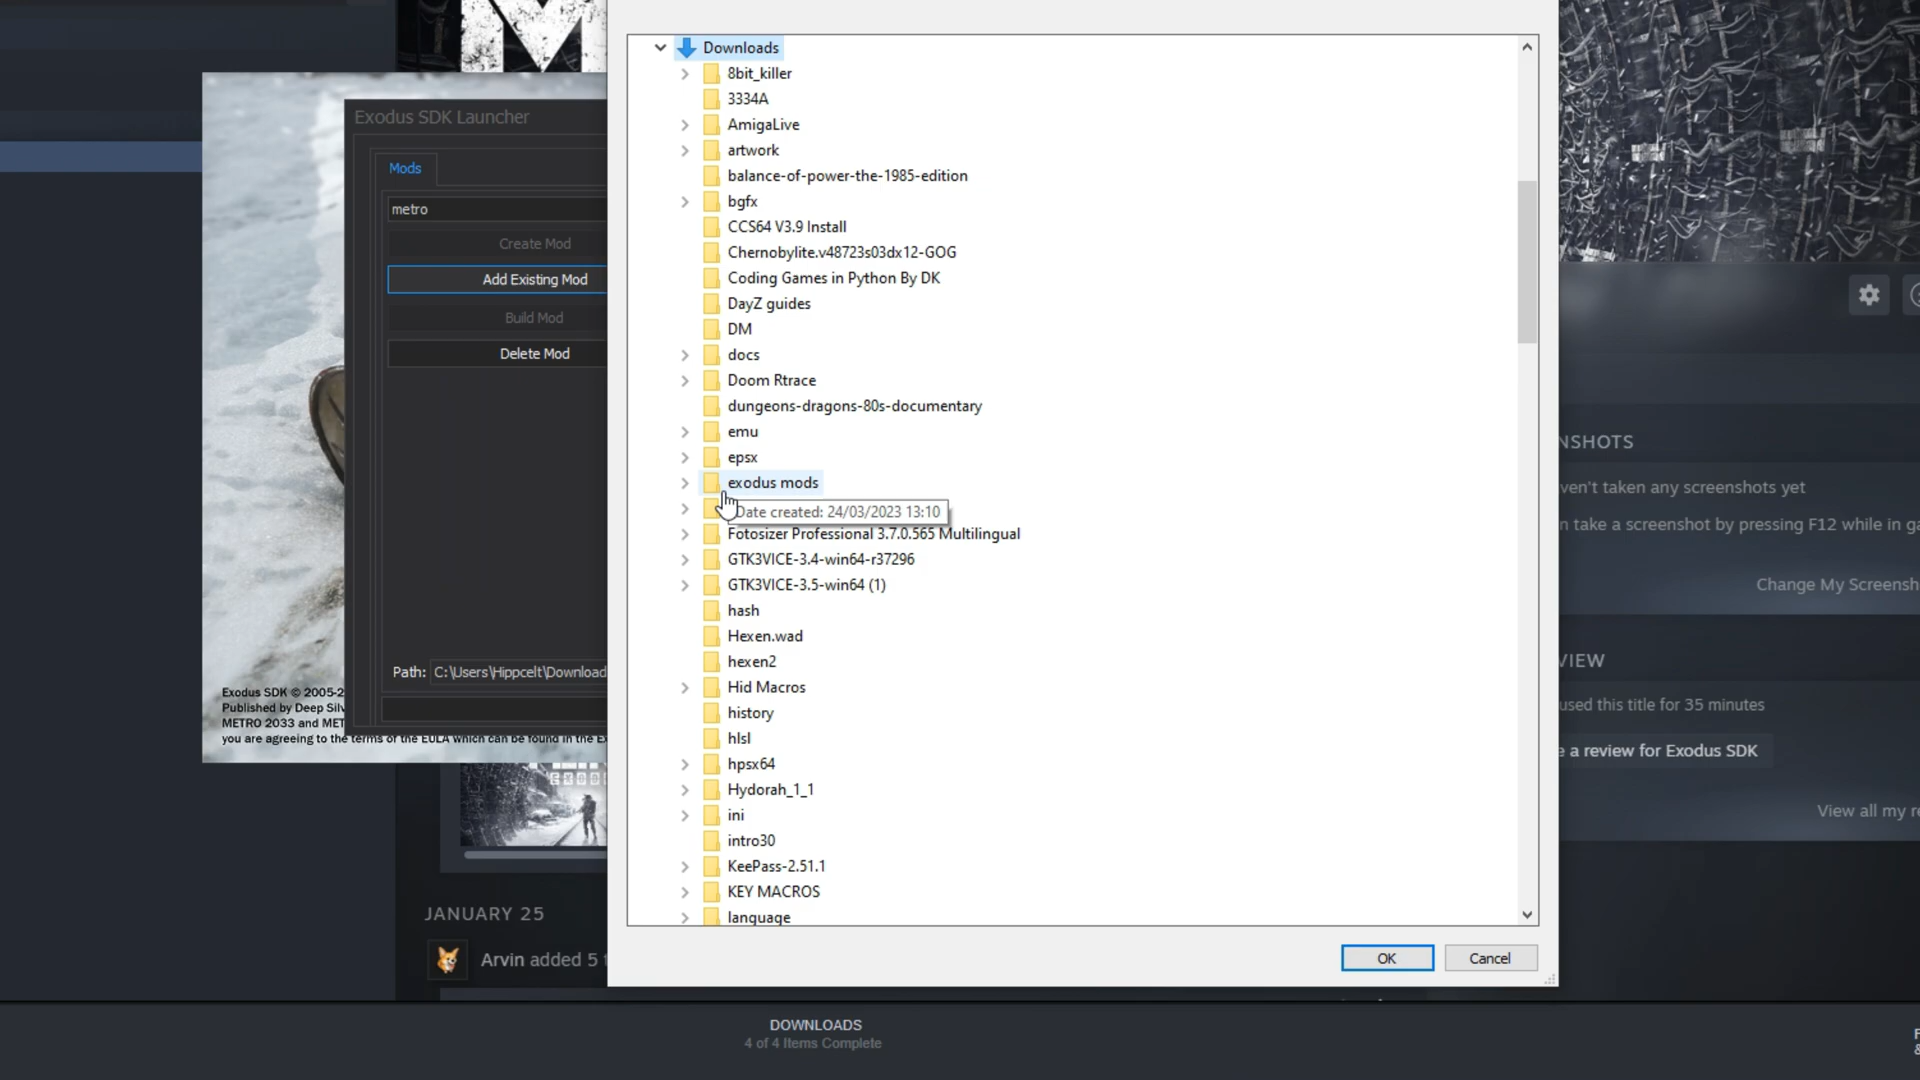 Downloads
8bit_killer
3334A
AmigaLive
artwork
balance-of-power-the-1985-edition
bgfx
CCS64 V3.9 Install
Chernobylite.v48723s03dx12-GOG
Coding Games in Python By DK
DayZ guides
DM
docs
Doom Rtrace
dungeons-dragons-80s-documentary
emu
epsx
exodus mods
Date created: 24/03/2023 13:10
Fotosizer Professional 3.7.0.565 Multilingual
GTK3VICE-3.4-win64-r37296
GTK3VICE-3.5-win64 (1)
hash
Hexen.wad
hexen2
Hid Macros
history
hlsl
hpsx64
Hydorah_1_1
ini
intro30
KeePass-2.51.1
KEY MACROS
language
OK
Cancel
Exodus SDK Launcher
Mods
metro
Create Mod
Add Existing Mod
Build Mod
Delete Mod
Path: C:\Users\Hippcelt\Download
Exodus SDK © 2005-2
Published by Deep Silv
METRO 2033 and MET
you are agreeing to the terms of the EULA which can be found in the E
JANUARY 25
Arvin added 5
NSHOTS
ven't taken any screenshots yet
n take a screenshot by pressing F12 while in ga
Change My Screensh
VIEW
used this title for 35 minutes
e a review for Exodus SDK
View all my re
DOWNLOADS
4 of 4 Items Complete